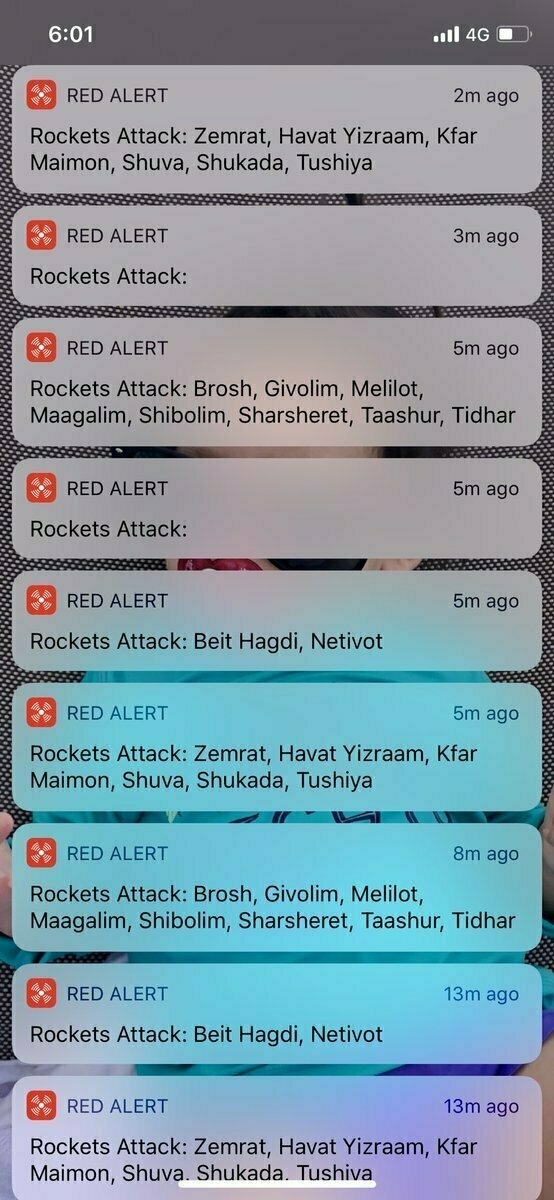 6:01
4G
RED ALERT
2m ago
Rockets Attack: Zemrat, Havat Yizraam, Kfar
Maimon, Shuva, Shukada, Tushiya
RED ALERT
3m ago
Rockets Attack:
RED ALERT
5m ago
Rockets Attack: Brosh, Givolim, Melilot,
Maagalim, Shibolim, Sharsheret, Taashur, Tidhar
RED ALERT
5m ago
Rockets Attack:
RED ALERT
5m ago
Rockets Attack: Beit Hagdi, Netivot
RED ALERT
5m ago
Rockets Attack: Zemrat, Havat Yizraam, Kfar
Maimon, Shuva, Shukada, Tushiya
RED ALERT
8m ago
Rockets Attack: Brosh, Givolim, Melilot,
Maagalim, Shibolim, Sharsheret, Taashur, Tidhar
RED ALERT
13m ago
Rockets Attack: Beit Hagdi, Netivot
RED ALERT
13m ago
Rockets Attack: Zemrat, Havat Yizraam, Kfar
Maimon, Shuva, Shukada, Tushiya